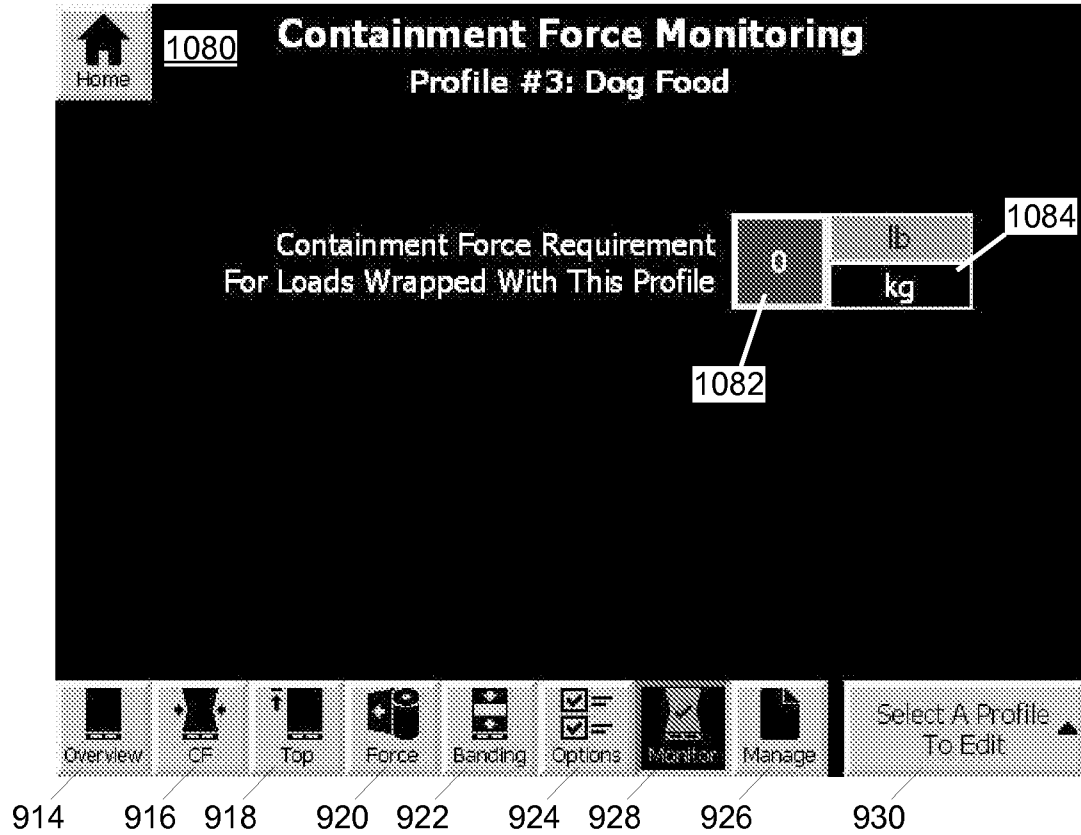 Home
1080
Containment Force Monitoring
Profile #3: Dog Food
Containment Force Requirement
For Loads Wrapped With This Profile
0
lb
kg
1084
1082
Overview
CF
Top
Force
Banding
Options
Monitor
Manage
Select A Profile
To Edit
914 916 918 920 922 924 928 926 930